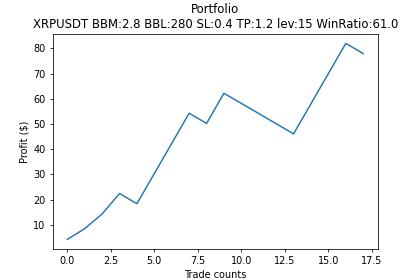 Portfolio
XRPUSDT BBM:2.8 BBL:280 SL:0.4 TP:1.2 lev:15 WinRatio:61.0
80
70
60
50
40
30
20
10
Profit ($)
0.0 2.5 5.0 7.5 10.0 12.5 15.0 17.5
Trade counts